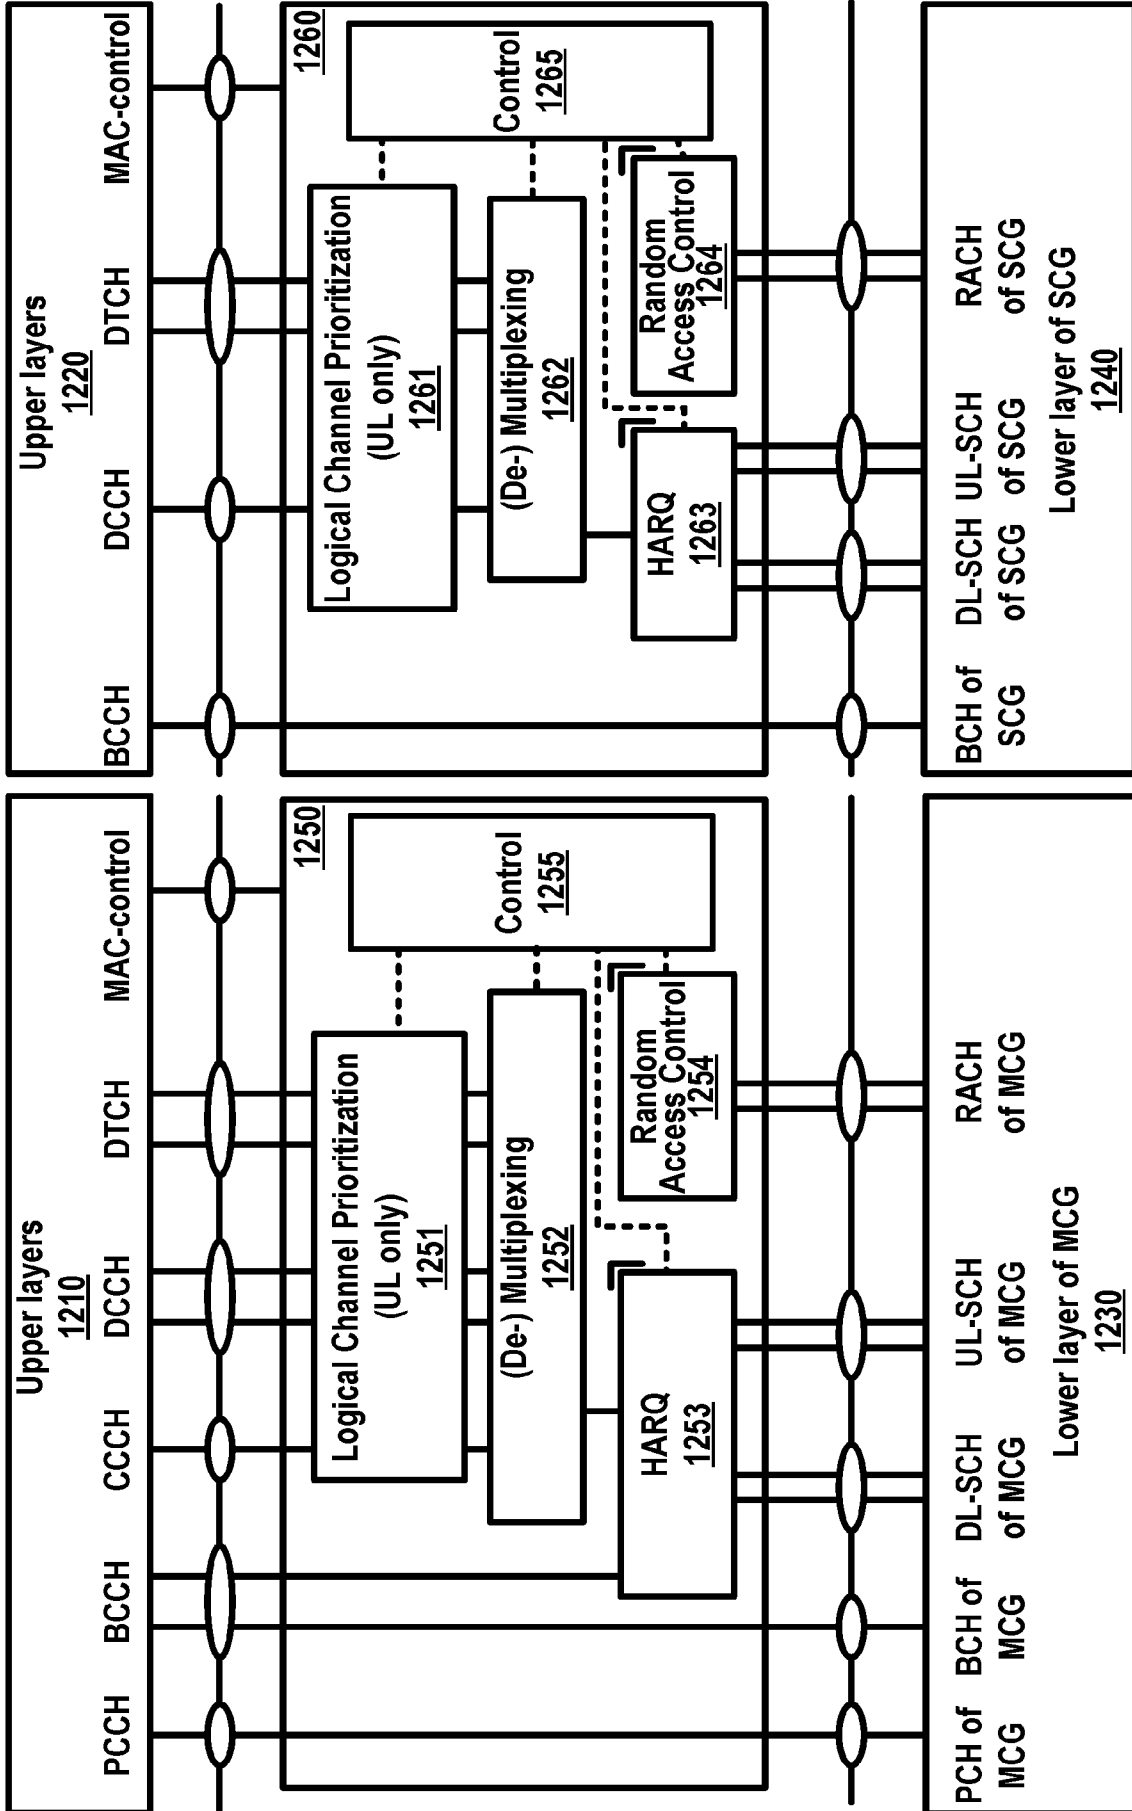 Upper layers
1210
PCCH
BCCH
CCCH
DCCH
DTCH
MAC-control
1250
Logical Channel Prioritization
(UL only)
1251
(De-) Multiplexing
1252
HARQ
1253
Random
Access Control
1254
Control
1255
PCH of
MCG
BCH of
MCG
DL-SCH
of MCG
UL-SCH
of MCG
RACH
of MCG
Lower layer of MCG
1230
Upper layers
1220
BCCH
DCCH
DTCH
MAC-control
1260
Logical Channel Prioritization
(UL only)
1261
(De-) Multiplexing
1262
HARQ
1263
Random
Access Control
1264
Control
1265
BCH of
SCG
DL-SCH
of SCG
UL-SCH
of SCG
RACH
of SCG
Lower layer of SCG
1240